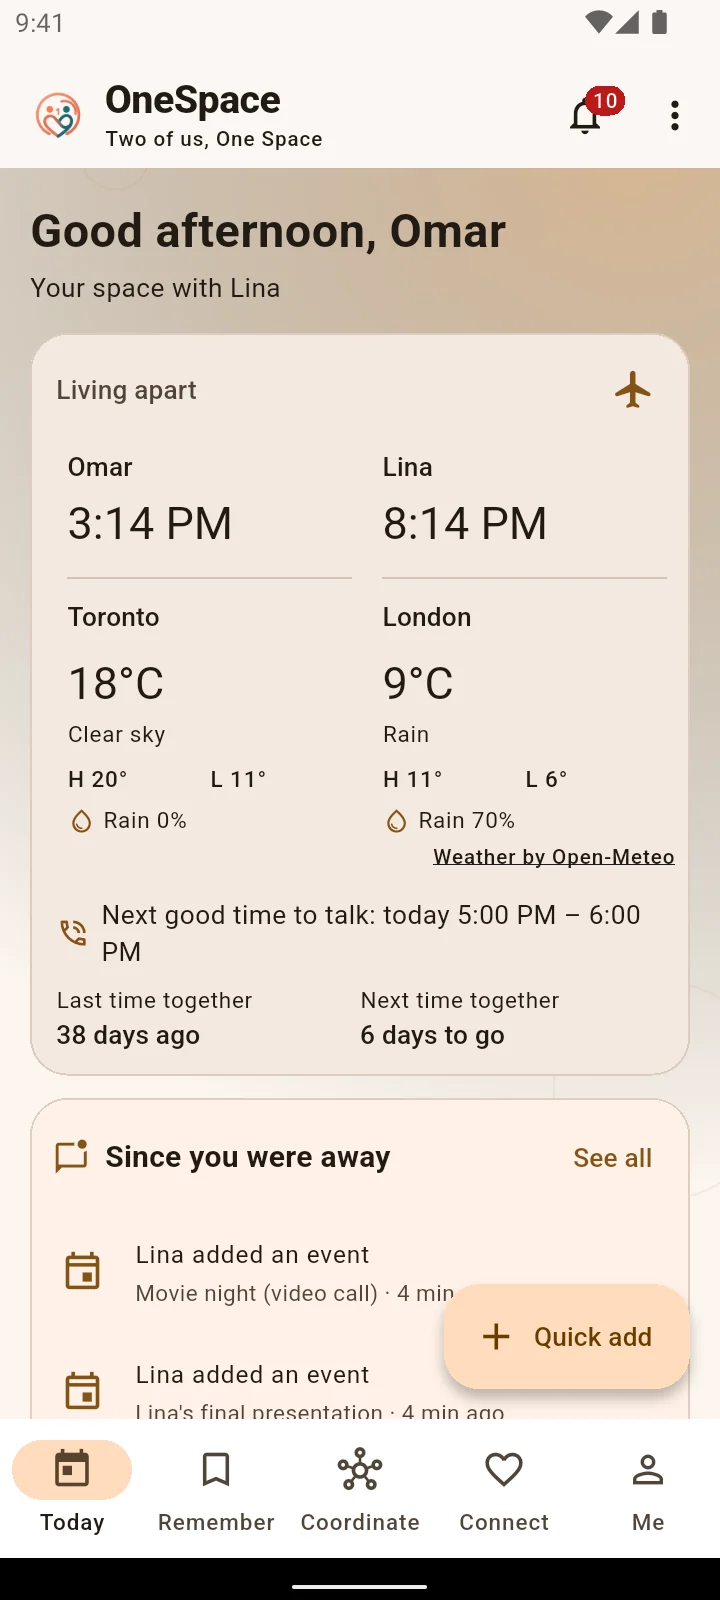 9:41
OneSpace
10
Two of us, One Space
Good afternoon, Omar
Your space with Lina
Living apart
Omar
Lina
3:14 PM
8:14 PM
Toronto
London
18°C
9°C
Clear sky
Rain
H 20°
L 11°
H 11°
L 6°
Rain 0%
Rain 70%
Weather by Open-Meteo
Next good time to talk: today 5:00 PM – 6:00
PM
Last time together
Next time together
38 days ago
6 days to go
Since you were away
See all
Lina added an event
Movie night (video call) · 4 min
Quick add
Lina added an event
Lina's final presentation · 4 min ago
Today
Remember
Coordinate
Connect
Me